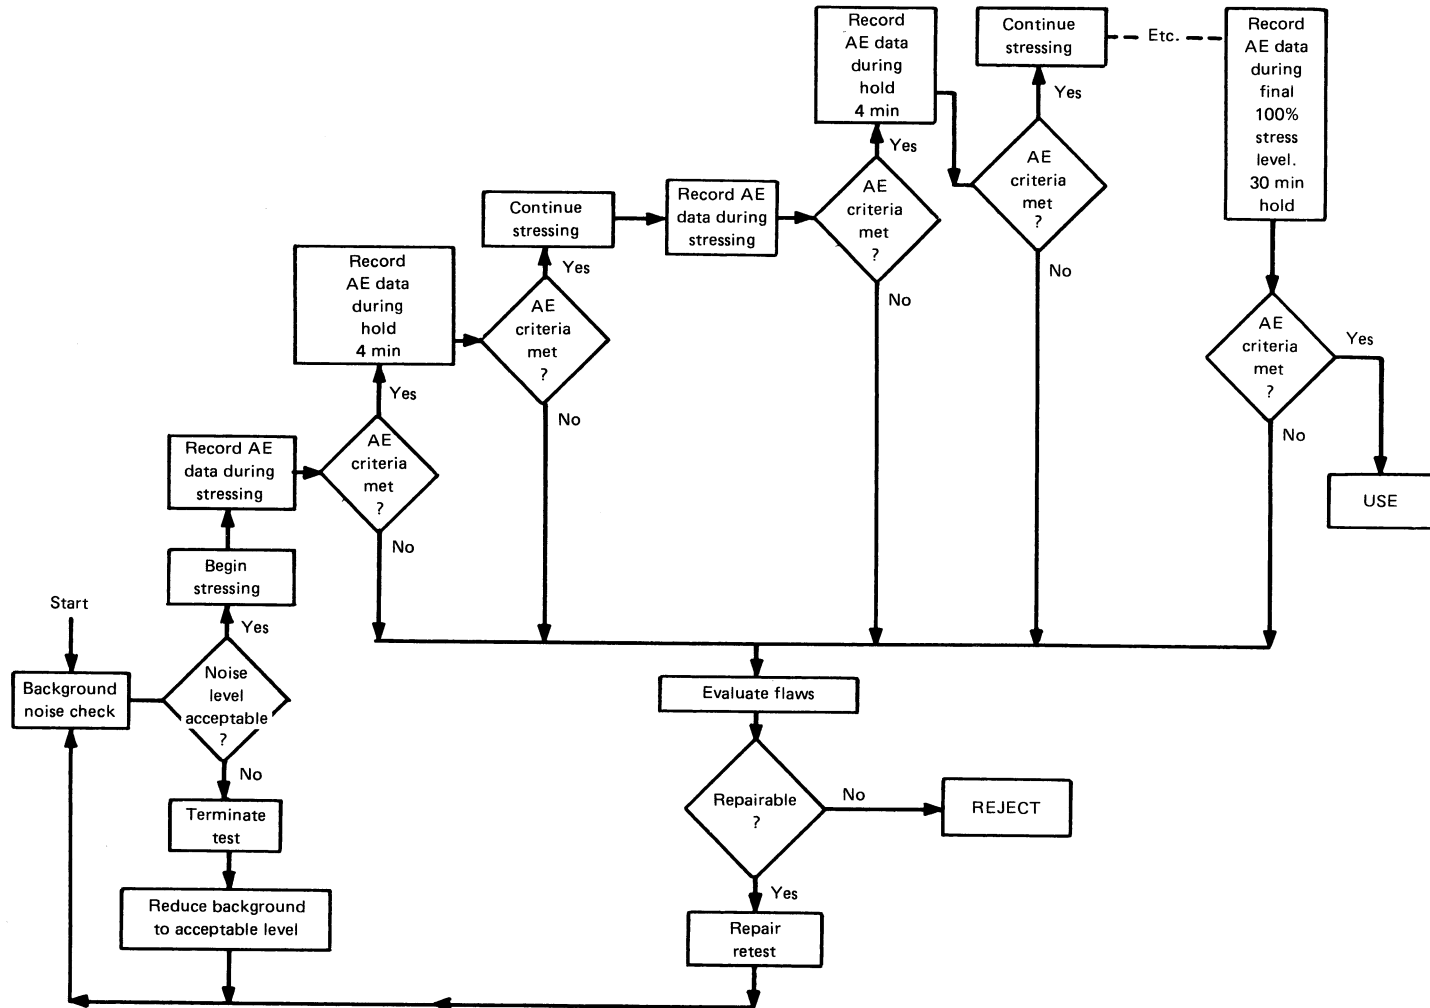 Start
Background
noise check
Noise
level
acceptable
?
Yes
No
Begin
stressing
Record AE
data during
stressing
AE
criteria
met
?
Yes
No
Record
AE data
during
hold
4 min
AE
criteria
met
?
Yes
No
Continue
stressing
Record AE
data during
stressing
AE
criteria
met
?
Yes
No
Record
AE data
during
hold
4 min
AE
criteria
met
?
Yes
No
Continue
stressing
Etc.
Record
AE data
during
final
100%
stress
level.
30 min
hold
AE
criteria
met
?
Yes
No
USE
Evaluate flaws
Repairable
?
No
REJECT
Yes
Repair
retest
Terminate
test
Reduce background
to acceptable level